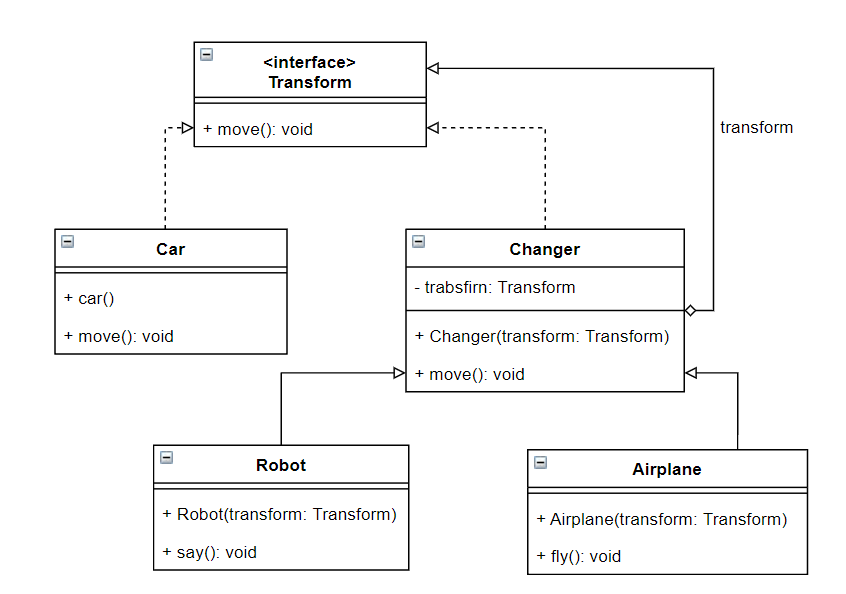 <interface>
Transform
+ move(): void
transform
Car
+ car()
+ move(): void
Changer
- trabsfirn: Transform
+ Changer(transform: Transform)
+ move(): void
Robot
+ Robot(transform: Transform)
+ say(): void
Airplane
+ Airplane(transform: Transform)
+ fly(): void